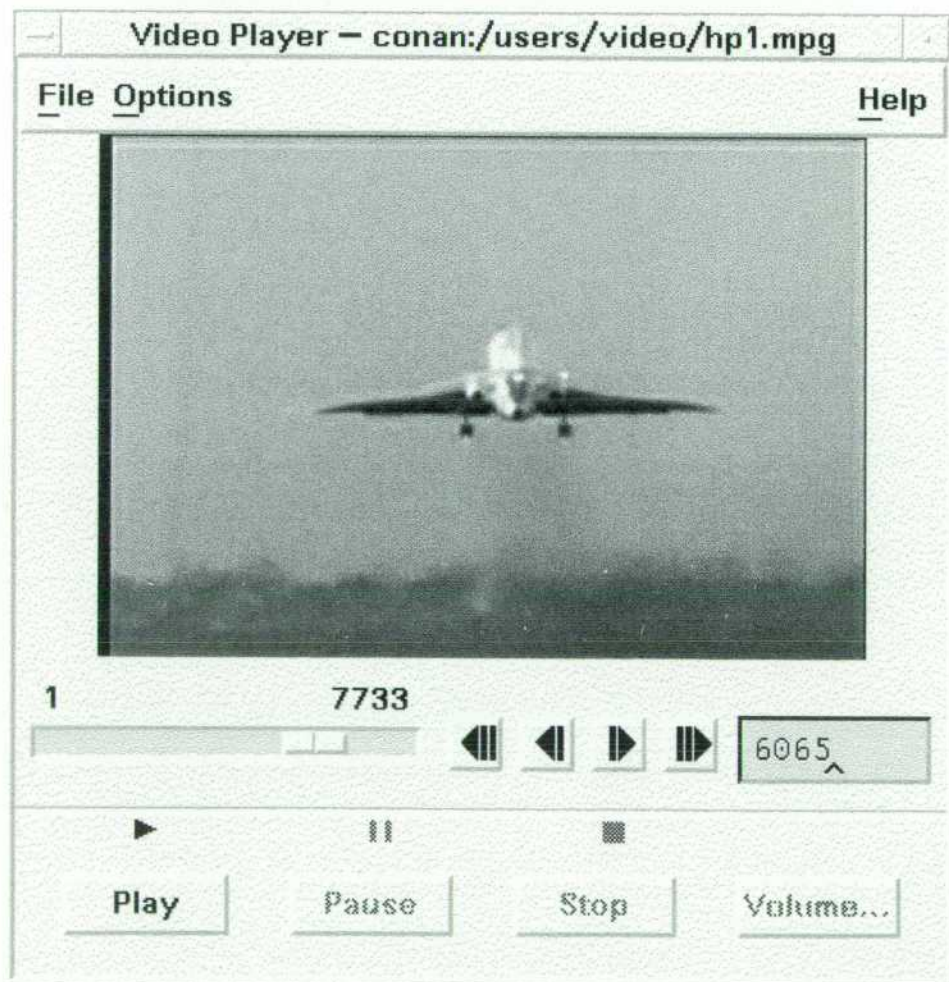 Video Player – conan:/users/video/hp1.mpg
File Options Help
1 7733
6065
Play Pause Stop Volume...